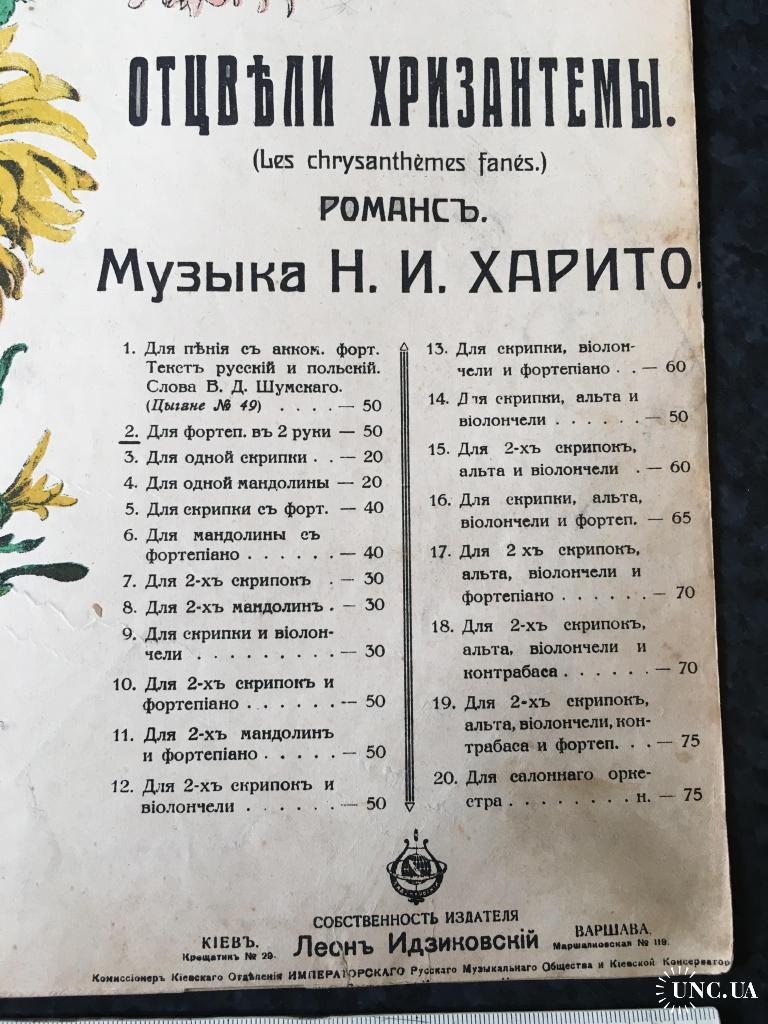 ОТЦВѢЛИ ХРИЗАНТЕМЫ.
(Les chrysanthèmes fanés.)
РОМАНСЪ.
Музыка Н. И. ХАРИТО.
1. Для пѣнія съ анком. форт.
Текстъ русскій и польскій.
Слова В. Д. Шумскаго.
(Цыгане № 49) . . . . — 50
2. Для фортеп. въ 2 руки — 50
3. Для одной скрипки . . — 20
4. Для одной мандолины — 20
5. Для скрипки съ форт. — 40
6. Для мандолины съ
фортепіано . . . . . . — 40
7. Для 2-хъ скрипокъ . — 30
8. Для 2-хъ мандолинъ . — 30
9. Для скрипки и віолон-
чели . . . . . . . . . — 30
10. Для 2-хъ скрипокъ и
фортепіано . . . . . . — 50
11. Для 2-хъ мандолинъ
и фортепіано . . . . . — 50
12. Для 2-хъ скрипокъ и
віолончели . . . . . . — 50
13. Для скрипки, віолон-
чели и фортепіано . . — 60
14. Для скрипки, альта и
віолончели . . . . . . — 50
15. Для 2-хъ скрипокъ,
альта и віолончели . — 60
16. Для скрипки, альта,
віолончели и фортеп. — 65
17. Для 2 хъ скрипокъ,
альта, віолончели и
фортепіано . . . . . . — 70
18. Для 2-хъ скрипокъ,
альта, віолончели и
контрабаса . . . . . . — 70
19. Для 2-хъ скрипокъ,
альта, віолончели, кон-
трабаса и фортеп. . . — 75
20. Для салоннаго орке-
стра . . . . . . . . н. — 75
СОБСТВЕННОСТЬ ИЗДАТЕЛЯ
КІЕВЪ. Леонъ Идзиковскій ВАРШАВА,
Крещатикъ № 29. Маршалковская № 119.
Комиссіонеръ Кіевскаго Отдѣленія ИМПЕРАТОРСКАГО Русскаго Музыкальнаго Общества и Кіевской Консерватор
UNC.UA